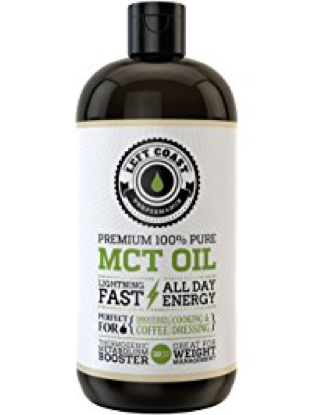 LEFT COAST
PERFORMANCE
PREMIUM 100% PURE
MCT OIL
LIGHTNING FAST
ALL DAY ENERGY
PERFECT FOR
SMOOTHIES, COFFEE
COOKING & DRESSING
THERMOGENIC METABOLISM BOOSTER
GREAT FOR WEIGHT MANAGEMENT